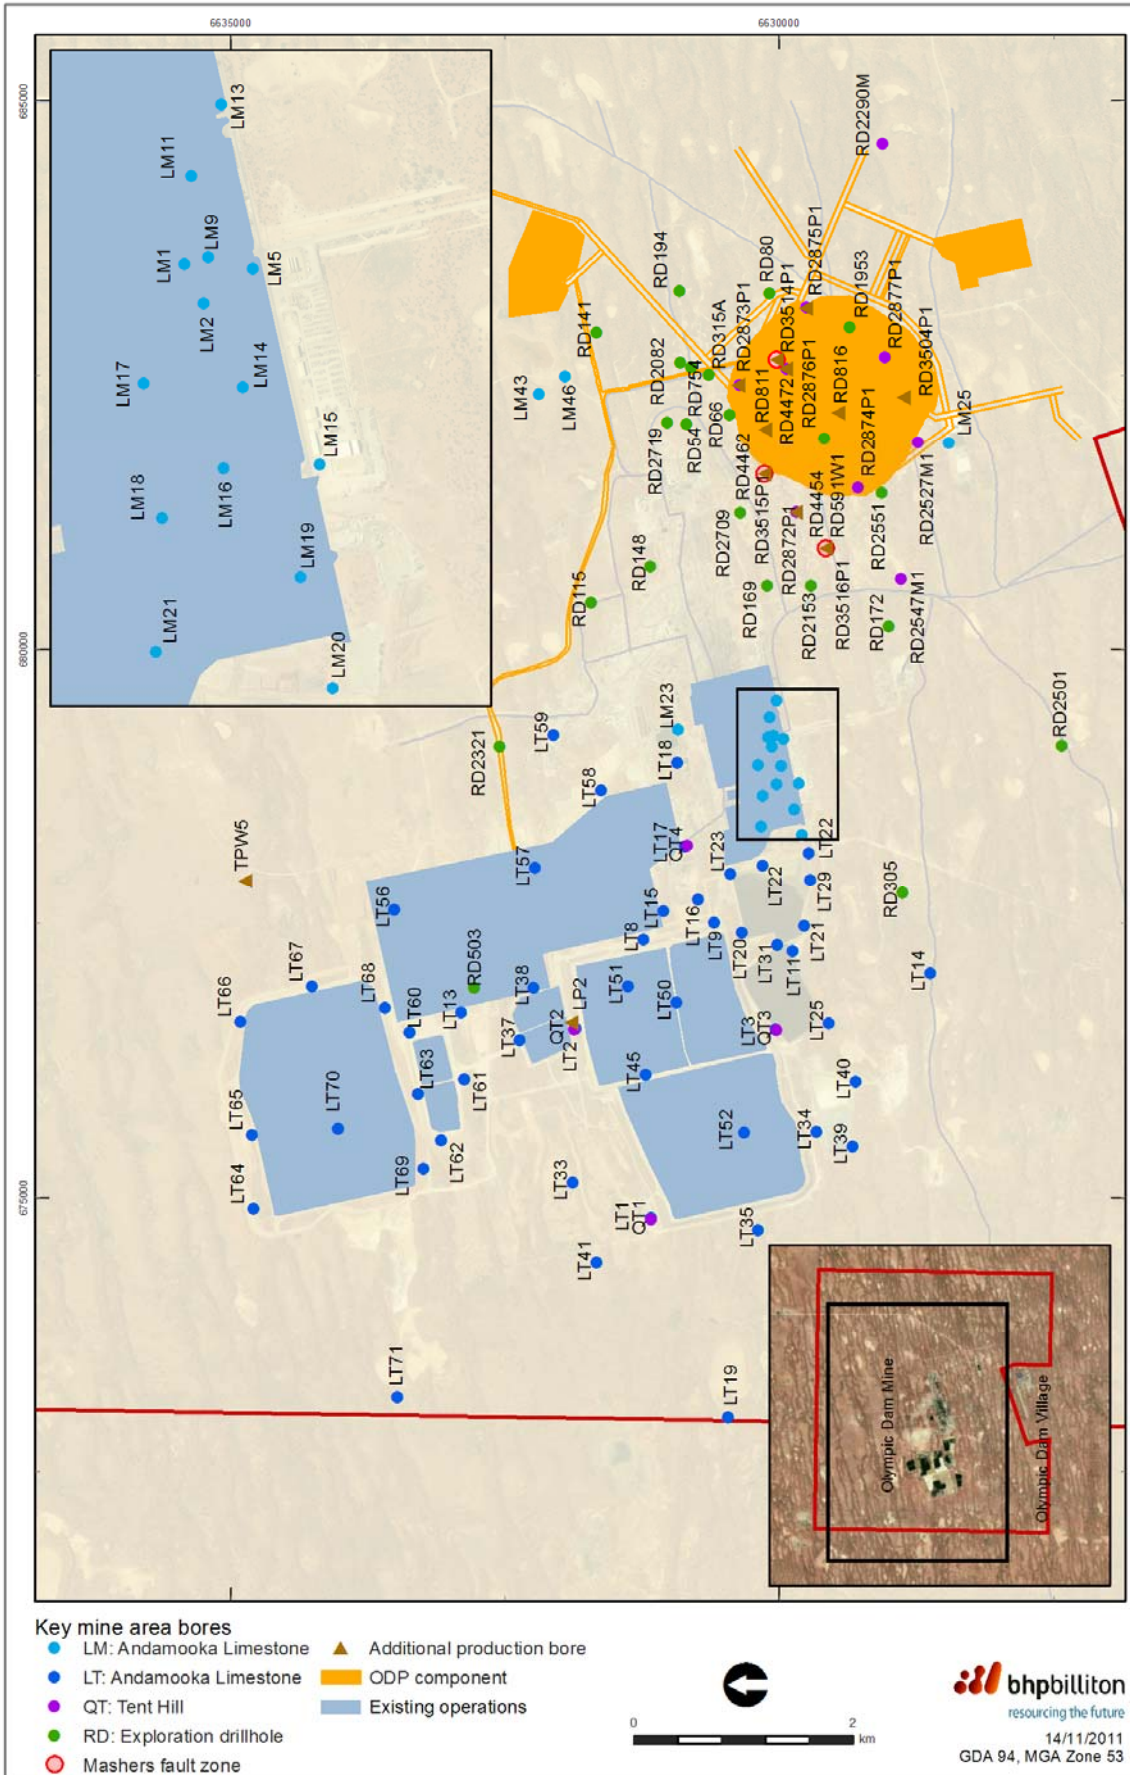 6635000
6630000
685000
680000
675000
LM13
LM11
LM9
LM1
LM5
LM2
LM14
LM17
LM15
LM16
LM18
LM19
LM21
LM20
RD2290M
RD194
RD80
RD2875P1
RD141
RD315A
RD2873P1
RD3514P1
RD1953
RD2877P1
RD2082
RD754
RD811
RD4472
RD2876P1
RD816
RD3504P1
LM43
LM46
RD66
RD2874P1
LM25
RD2719
RD54
RD4462
RD3515P1
RD4454
RD591W1
RD2551
RD2527M1
RD148
RD2709
RD2872P1
RD115
RD169
RD2153
RD3516P1
RD172
RD2547M1
RD2501
RD2321
LT59
LM23
LT18
LT58
TPW5
LT57
LT17
QT4
LT23
LT22
LT22
LT29
RD305
LT56
LT15
LT16
LT8
LT9
LT20
LT31
LT11
LT21
LT14
LT67
LT66
LT68
LT60
RD503
LT13
LT38
LT37
QT2
LT2
LP2
LT51
LT50
LT3
QT3
LT25
LT63
LT61
LT45
LT40
LT65
LT70
LT62
LT52
LT34
LT39
LT64
LT69
LT33
LT1
QT1
LT35
LT41
LT71
LT19
Olympic Dam Mine
Olympic Dam Village
Key mine area bores
LM: Andamooka Limestone
LT: Andamooka Limestone
QT: Tent Hill
RD: Exploration drillhole
Mashers fault zone
Additional production bore
ODP component
Existing operations
0 2
km
bhpbilliton
resourcing the future
14/11/2011
GDA 94, MGA Zone 53